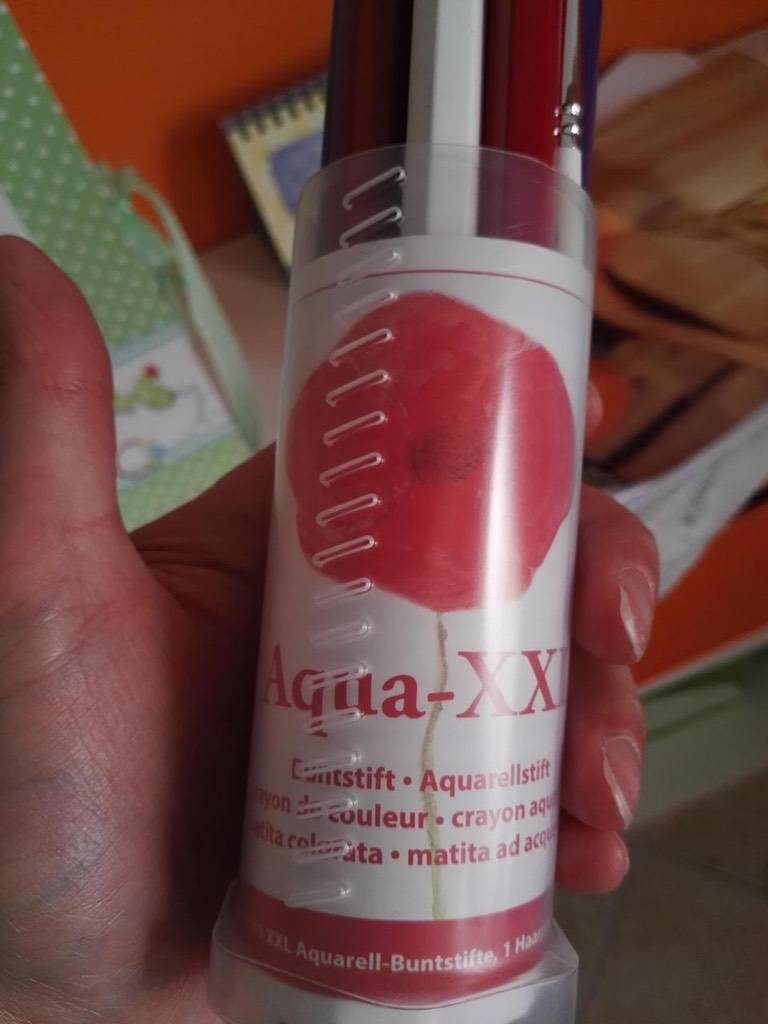 Aqua-XXL
Buntstift • Aquarellstift
crayon de couleur • crayon
matita colorata • matita ad
XXL Aquarell-Buntstifte, 1